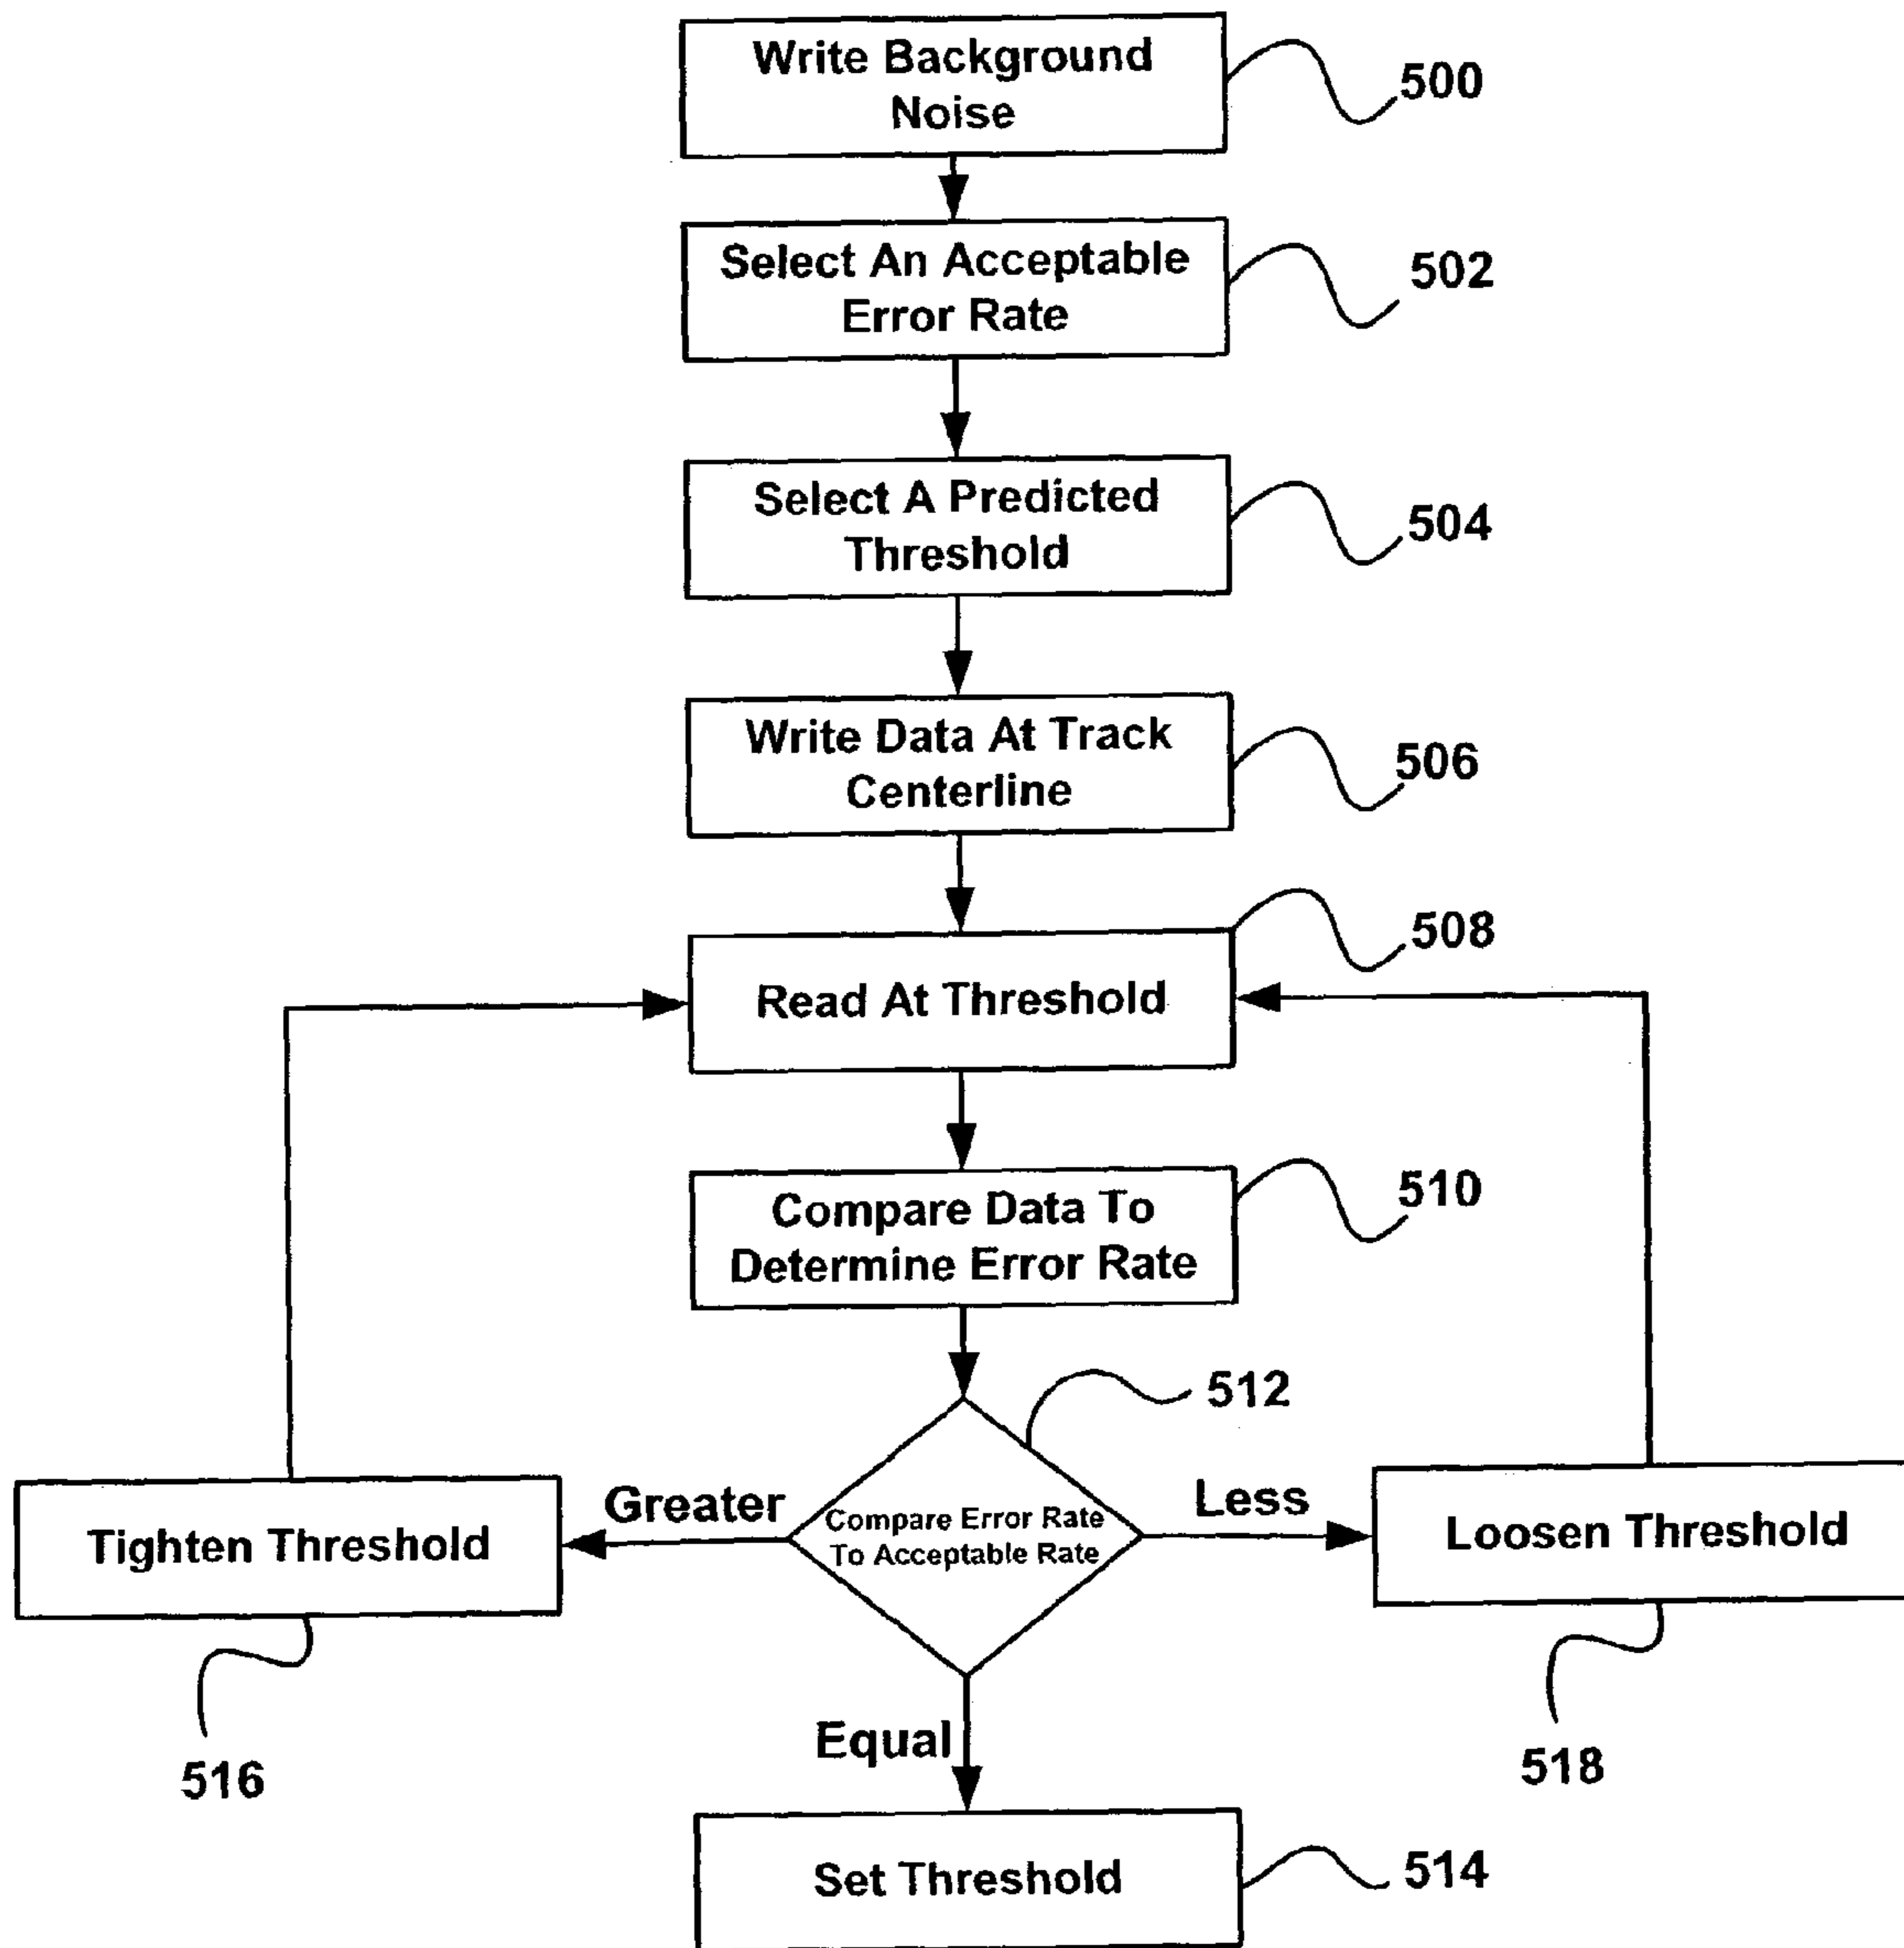 Write Background
Noise
500
Select An Acceptable
Error Rate
502
Select A Predicted
Threshold
504
Write Data At Track
Centerline
506
Read At Threshold
508
Compare Data To
Determine Error Rate
510
512
Compare Error Rate
To Acceptable Rate
Greater
Less
Tighten Threshold
Loosen Threshold
516
518
Equal
Set Threshold
514